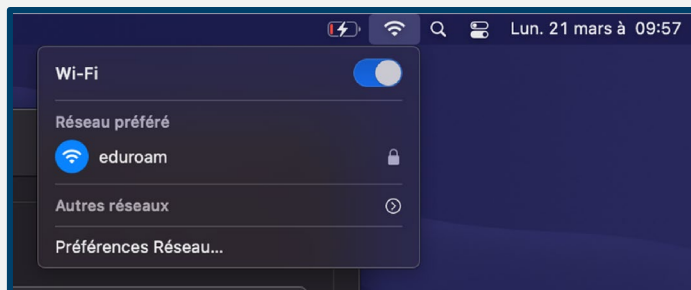 Lun. 21 mars à 09:57
Wi-Fi
Réseau préféré
eduroam
Autres réseaux
Préférences Réseau...